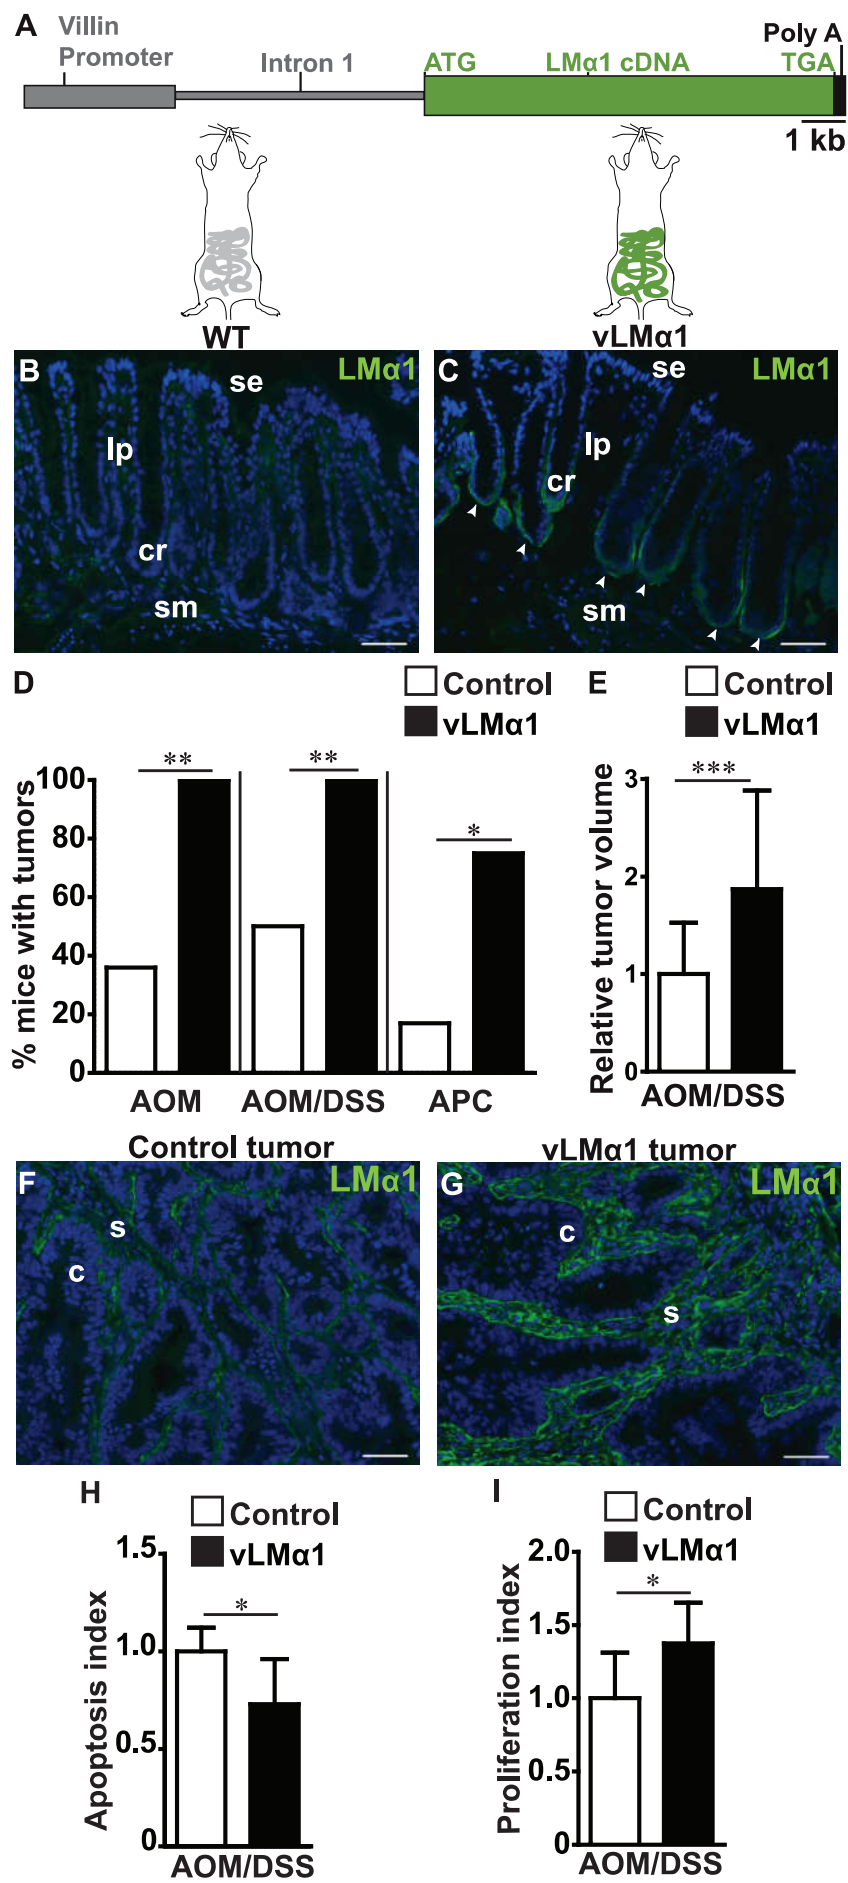 A
Villin
Promoter
Intron 1
ATG
LMα1 cDNA
TGA
Poly A
1 kb
WT
vLMα1
B
se
LMα1
lp
cr
sm
C
se
LMα1
lp
cr
sm
D
Control
vLMα1
% mice with tumors
100
80
60
40
20
0
**
**
*
AOM
AOM/DSS
APC
E
Control
vLMα1
Relative tumor volume
3
2
1
0
***
AOM/DSS
Control tumor
F
LMα1
s
c
vLMα1 tumor
G
LMα1
c
s
H
Control
vLMα1
Apoptosis index
1.5
1.0
0.5
0
*
AOM/DSS
I
Control
vLMα1
Proliferation index
2.0
1.5
1.0
0.5
0
*
AOM/DSS